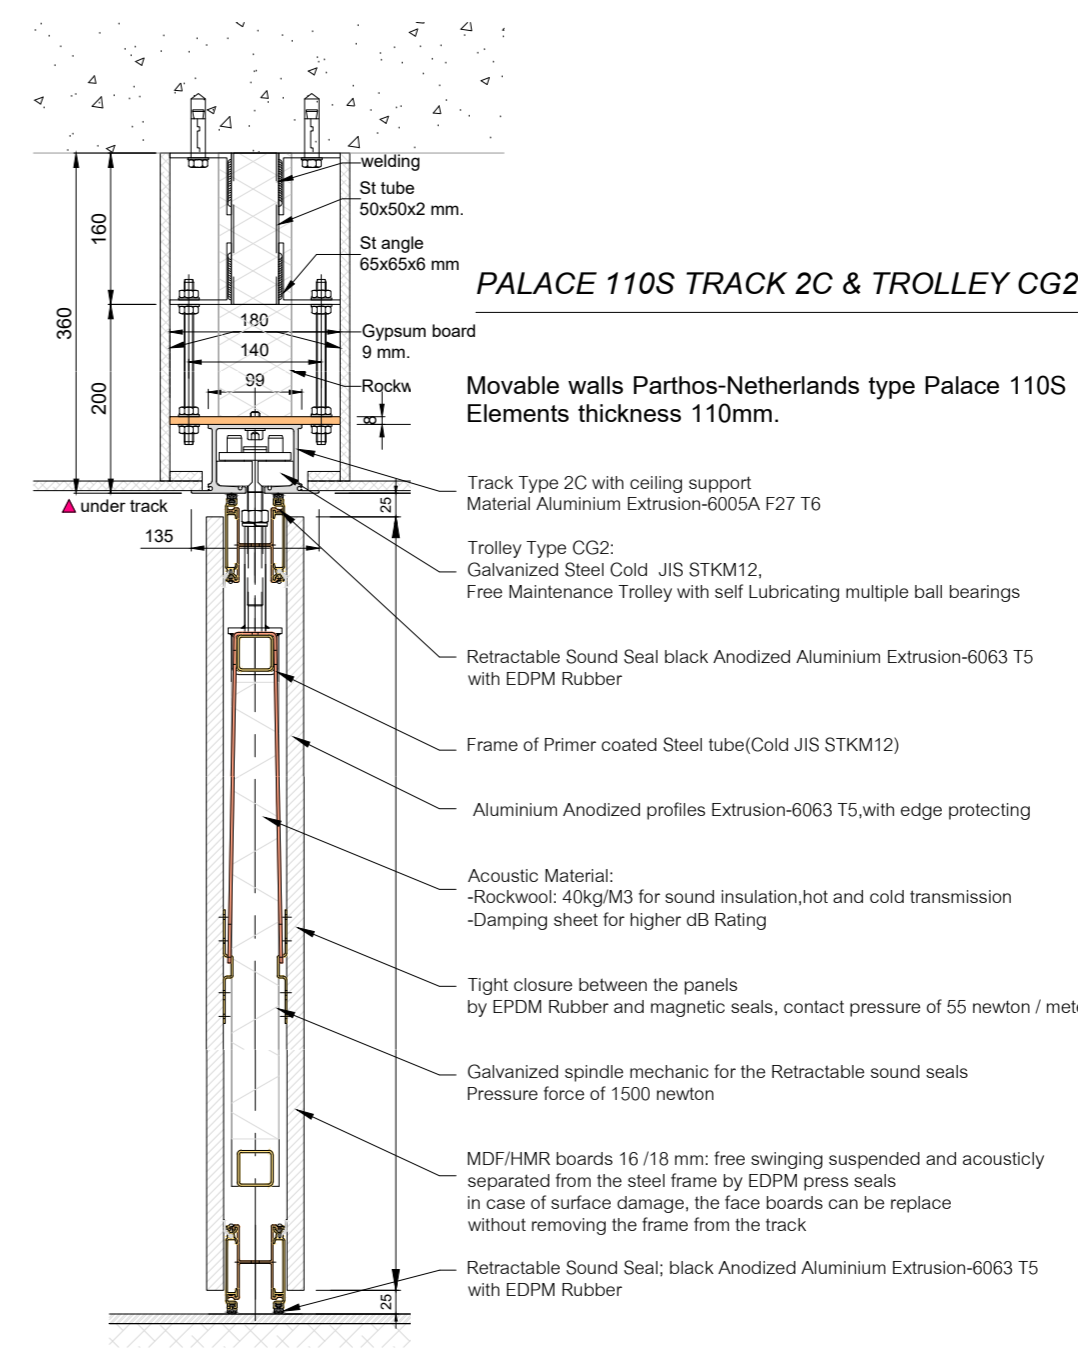 welding
St tube
50x50x2 mm.
St angle
65x65x6 mm
PALACE 110S TRACK 2C & TROLLEY CG2
160
360
180
Gypsum board
9 mm.
140
99
200
8
Movable walls Parthos-Netherlands type Palace 110S
Elements thickness 110mm.
Track Type 2C with ceiling support
Material Aluminium Extrusion-6005A F27 T6
under track
25
135
Trolley Type CG2:
Galvanized Steel Cold JIS STKM12,
Free Maintenance Trolley with self Lubricating multiple ball bearings
Retractable Sound Seal black Anodized Aluminium Extrusion-6063 T5
with EDPM Rubber
Frame of Primer coated Steel tube(Cold JIS STKM12)
Aluminium Anodized profiles Extrusion-6063 T5,with edge protecting
Acoustic Material:
-Rockwool: 40kg/M3 for sound insulation,hot and cold transmission
-Damping sheet for higher dB Rating
Tight closure between the panels
by EPDM Rubber and magnetic seals, contact pressure of 55 newton /
Galvanized spindle mechanic for the Retractable sound seals
Pressure force of 1500 newton
MDF/HMR boards 16 /18 mm: free swinging suspended and acousticly
separated from the steel frame by EDPM press seals
in case of surface damage, the face boards can be replace
without removing the frame from the track
Retractable Sound Seal; black Anodized Aluminium Extrusion-6063 T5
with EDPM Rubber
25